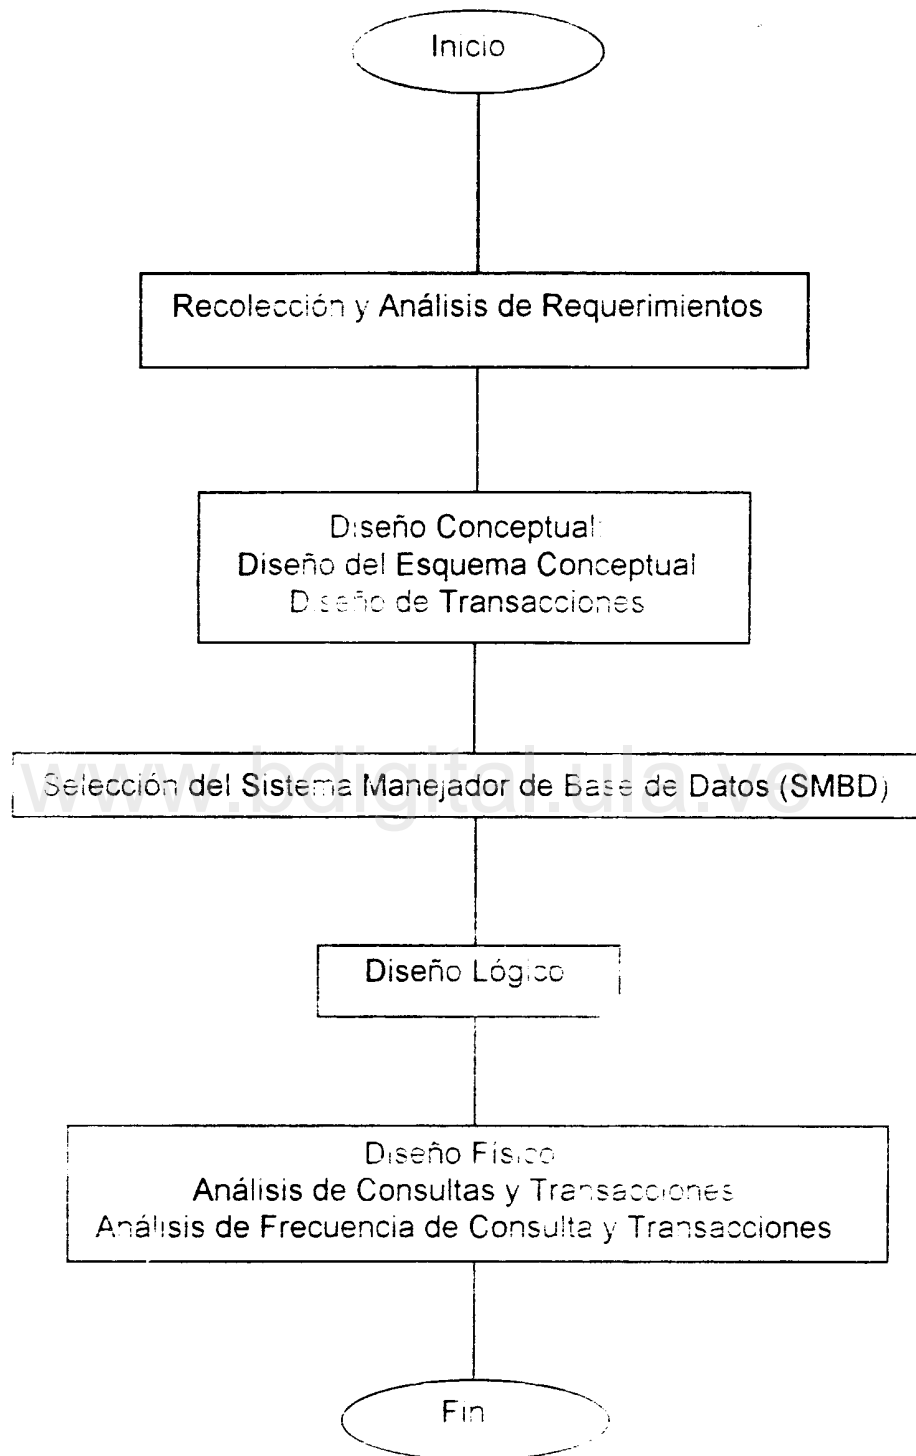 Inicio
Recolección y Análisis de Requerimientos
Diseño Conceptual:
Diseño del Esquema Conceptual
Diseño de Transacciones
www.bdigital.ula.ve
Selección del Sistema Manejador de Base de Datos (SMBD)
Diseño Lógico
Diseño Físico
Análisis de Consultas y Transacciones
Análisis de Frecuencia de Consulta y Transacciones
Fin